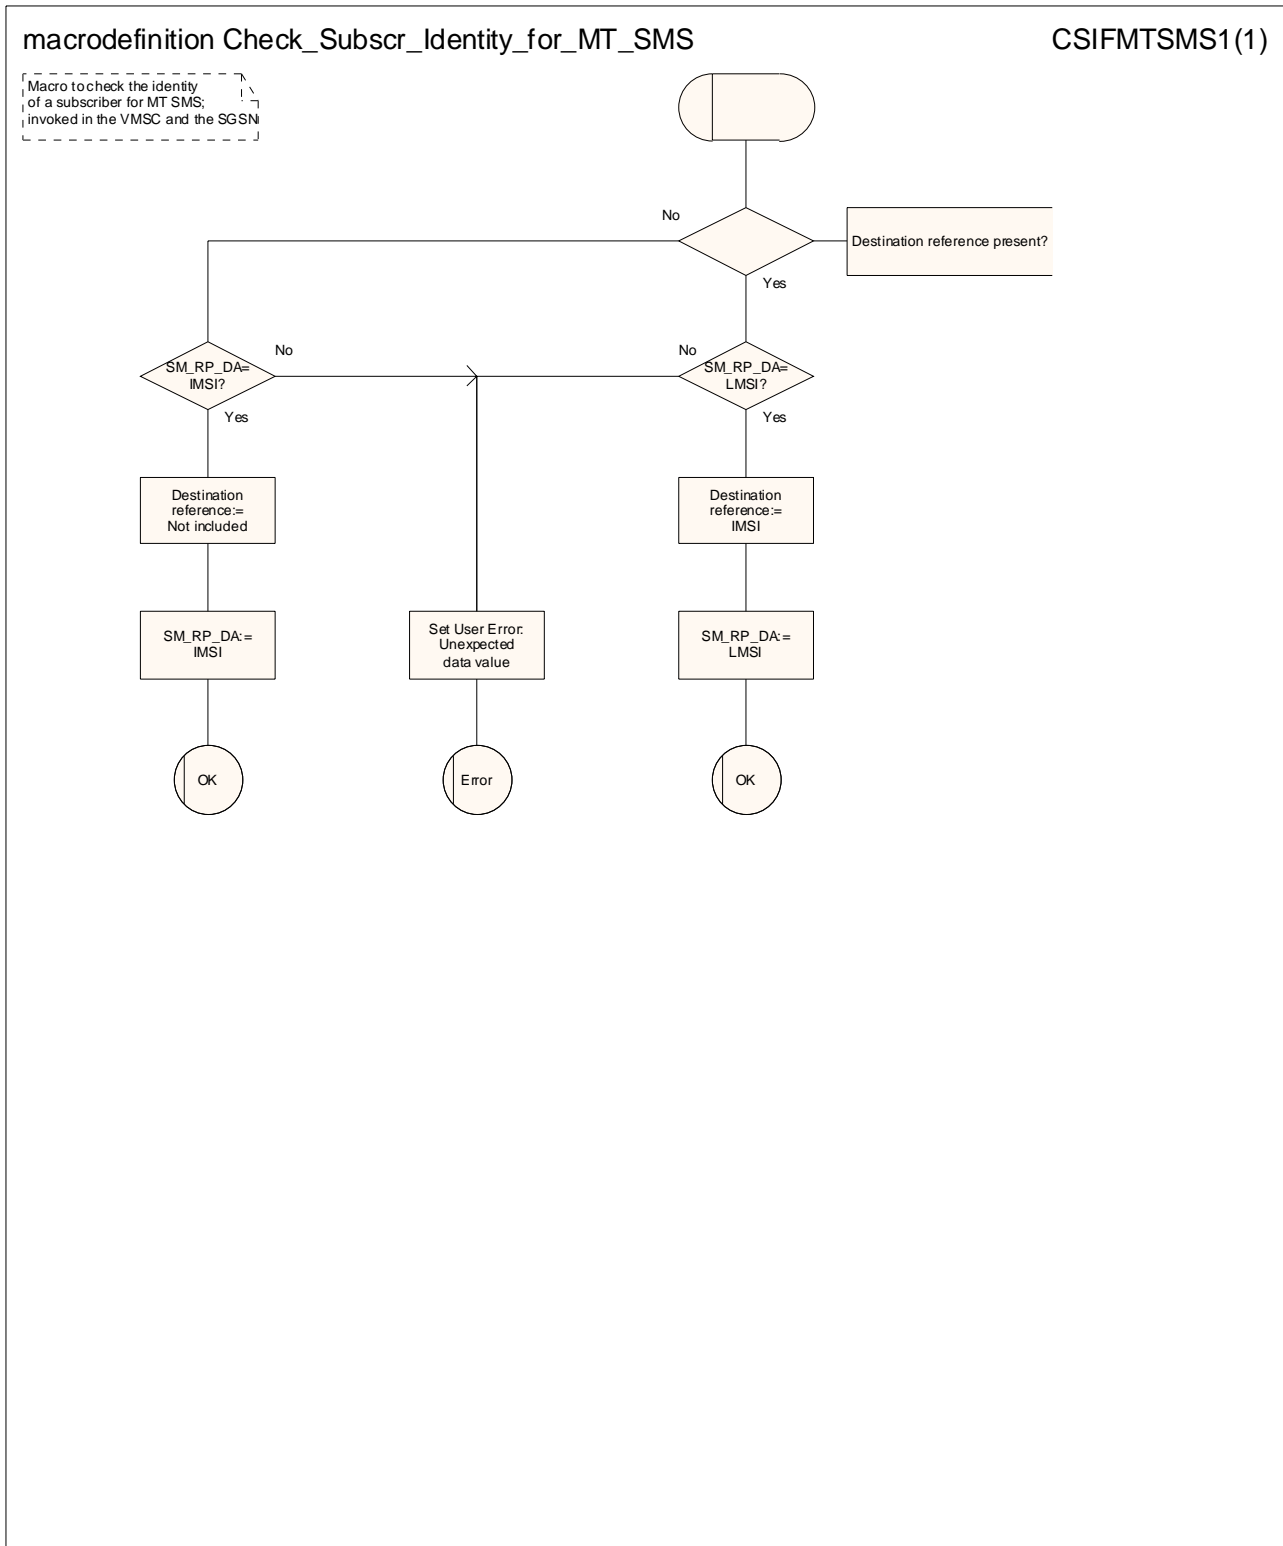 macrodefinition Check_Subscr_Identity_for_MT_SMS
CSIFMTSMS1(1)
Macro to check the identity
of a subscriber for MT SMS;
invoked in the VMSC and the SGSN
No
Destination reference present?
Yes
SM_RP_DA=
IMSI?
No
Yes
No
SM_RP_DA=
LMSI?
Yes
Destination
reference:=
Not included
Destination
reference:=
IMSI
SM_RP_DA:=
IMSI
Set User Error:
Unexpected
data value
SM_RP_DA:=
LMSI
OK
Error
OK